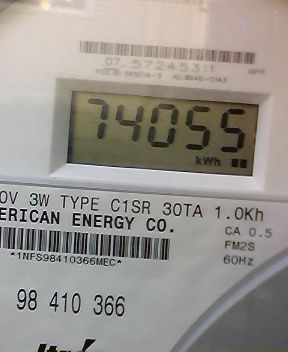 07. 57245311
74055
kWh
0V 3W TYPE C1SR 30TA 1.0Kh
ERICAN ENERGY CO.
CA 0.5
FM2S
*1NFS98410366MEC*
60Hz
98 410 366